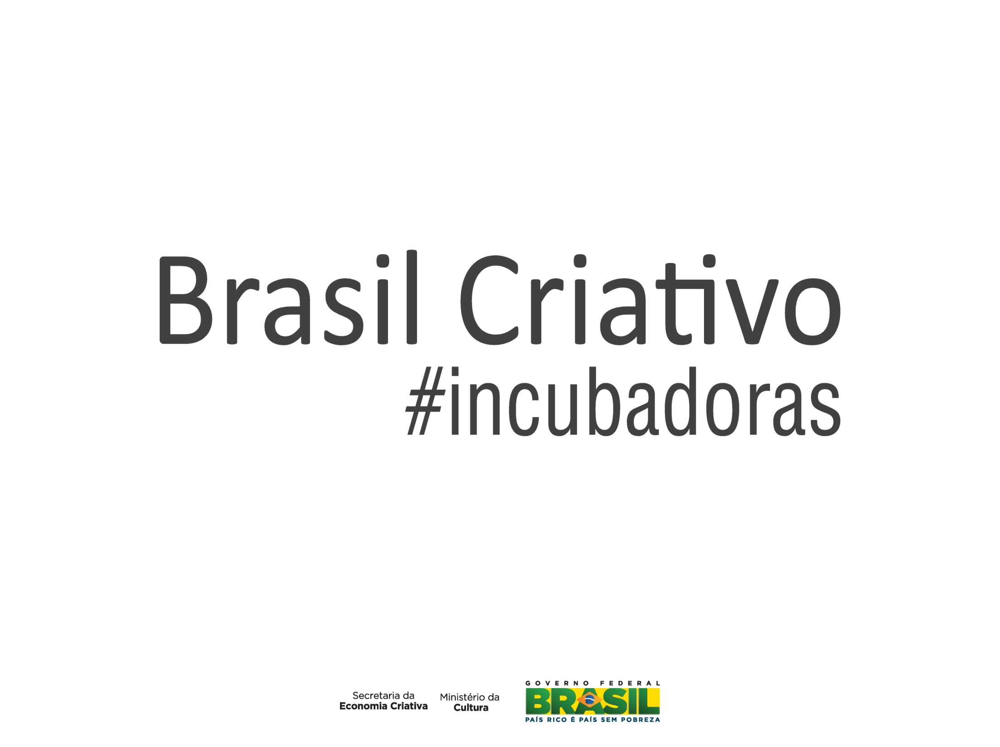 Brasil Criativo
#incubadoras
Secretaria da
Economia Criativa
Ministério da
Cultura
GOVERNO FEDERAL
BRASIL
PAÍS RICO É PAÍS SEM POBREZA